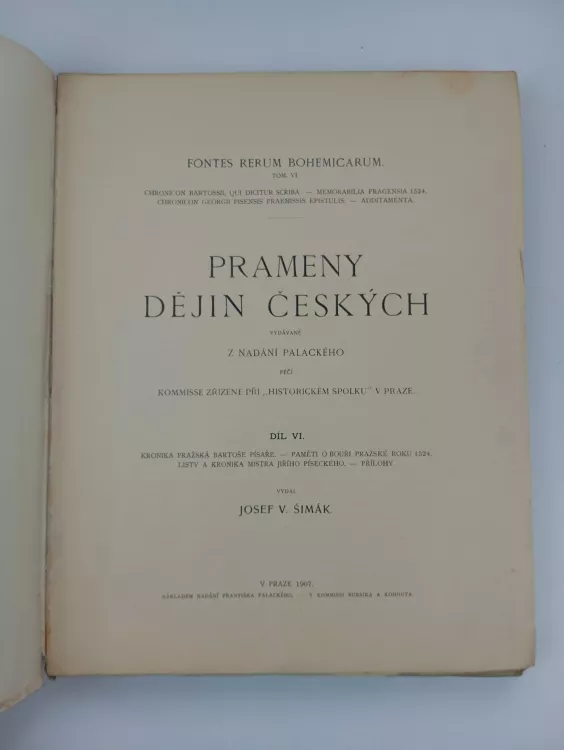 FONTES RERUM BOHEMICARUM.
TOM. VI
CHRONICON BARTOSSII, QUI DICITUR SCRIBA. — MEMORABILIA PRAGENSIA 1524.
CHRONICON GEORGII PISENSIS PRAEMISSIS EPISTULIS. — ADDITAMENTA.
PRAMENY
DĚJIN ČESKÝCH
VYDÁVANÉ
Z NADÁNÍ PALACKÉHO
PÉČÍ
KOMMISSE ZŘÍZENÉ PŘI „HISTORICKÉM SPOLKU“ V PRAZE.
DÍL VI.
KRONIKA PRAŽSKÁ BARTOŠE PÍSAŘE. — PAMĚTI O BOUŘI PRAŽSKÉ ROKU 1524.
LISTY A KRONIKA MISTRA JIŘÍHO PÍSECKÉHO. — PŘÍLOHY.
VYDAL
JOSEF V. ŠIMÁK.
V PRAZE 1907.
NÁKLADEM NADÁNÍ FRANTIŠKA PALACKÉHO. — V KOMMISSI BURSÍKA A KOHOUTA.